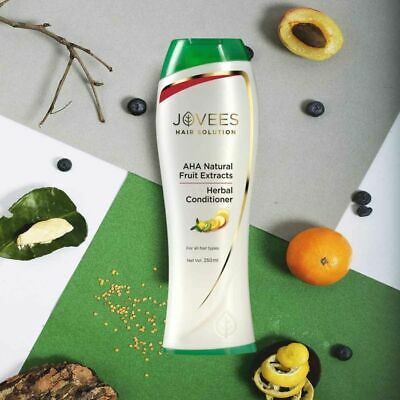 JOVEES
HAIR SOLUTION
AHA Natural
Fruit Extracts
Herbal
Conditioner
For all hair types
Net Vol. 250ml